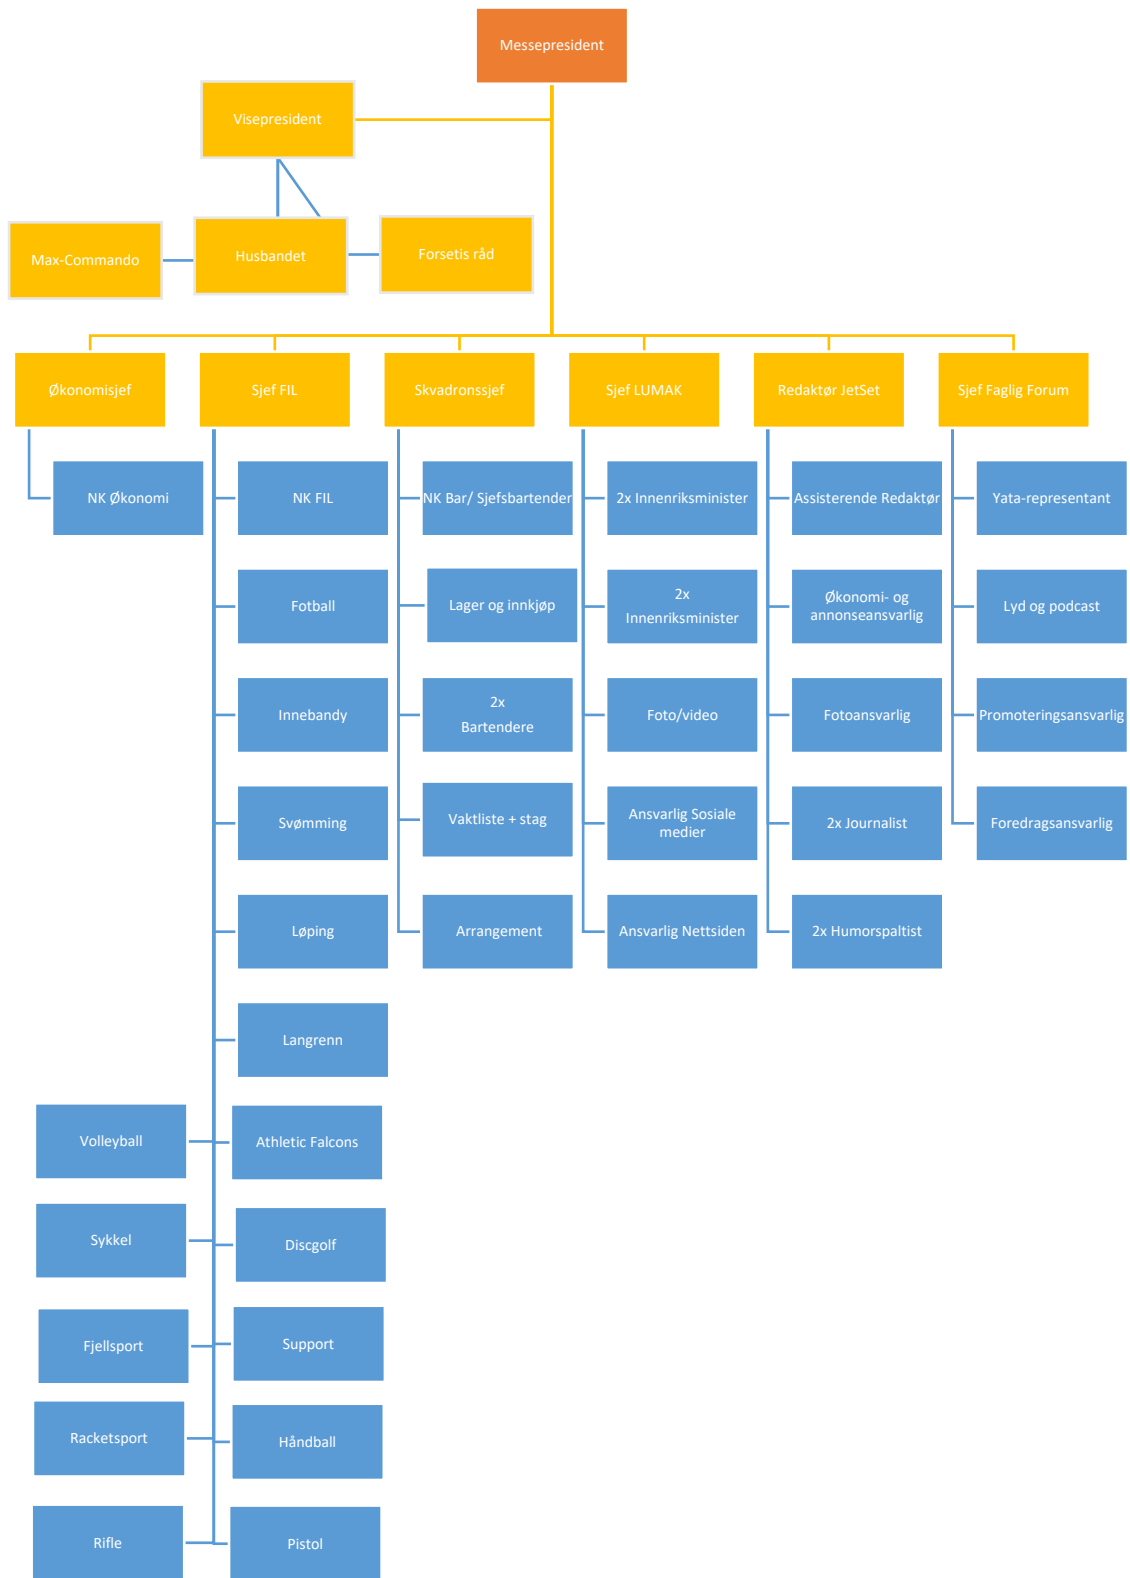 Messepresident
Visepresident
Max-Commando
Husbandet
Forsetis råd
Økonomisjef
Sjef FIL
Skvadronssjef
Sjef LUMAK
Redaktør JetSet
Sjef Faglig Forum
NK Økonomi
NK FIL
NK Bar/ Sjefsbartender
2x Innenriksminister
Assisterende Redaktør
Yata-representant
Fotball
Lager og innkjøp
2x
Innenriksminister
Økonomi- og
annonseansvarlig
Lyd og podcast
Innebandy
2x
Bartendere
Foto/video
Fotoansvarlig
Promoteringsansvarlig
Svømming
Vaktliste + stag
Ansvarlig Sosiale
medier
2x Journalist
Foredragsansvarlig
Løping
Arrangement
Ansvarlig Nettsiden
2x Humorspaltist
Langrenn
Volleyball
Athletic Falcons
Sykkel
Discgolf
Fjellsport
Support
Racketsport
Håndball
Rifle
Pistol